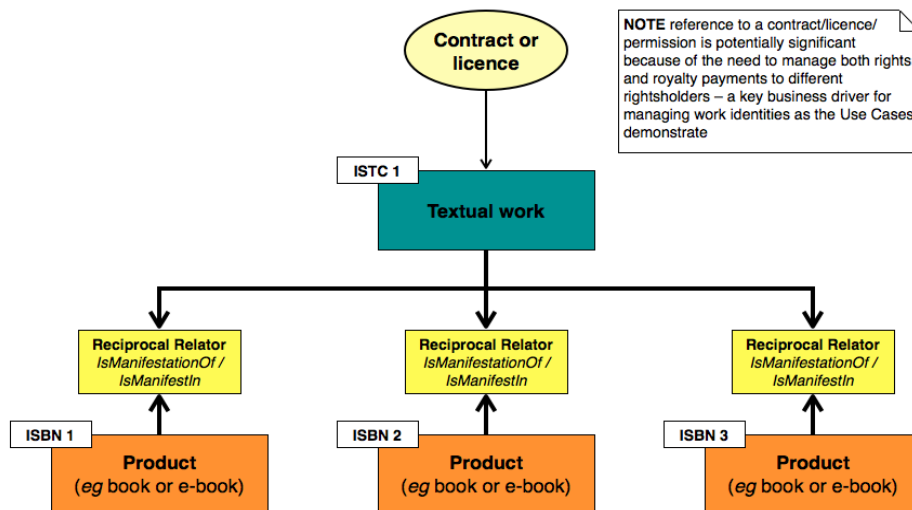 Contract or
licence
NOTE reference to a contract/licence/
permission is potentially significant
because of the need to manage both rights
and royalty payments to different
rightsholders – a key business driver for
managing work identities as the Use Cases
demonstrate
ISTC 1
Textual work
Reciprocal Relator
IsManifestationOf /
IsManifestIn
Reciprocal Relator
IsManifestationOf /
IsManifestIn
Reciprocal Relator
IsManifestationOf /
IsManifestIn
ISBN 1
Product
(eg book or e-book)
ISBN 2
Product
(eg book or e-book)
ISBN 3
Product
(eg book or e-book)